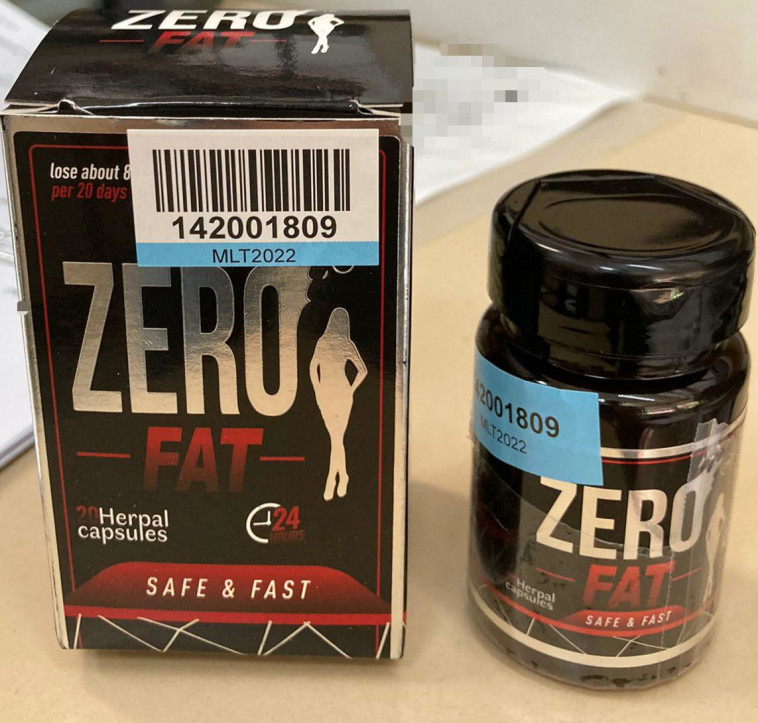 ZERO
FAT
lose about 8
per 20 days
142001809
MLT2022
ZERO
FAT
20Herpal
capsules
24
HOURS
SAFE & FAST
42001809
MLT2022
ZERO
FAT
Herpal
capsules
SAFE & FAST